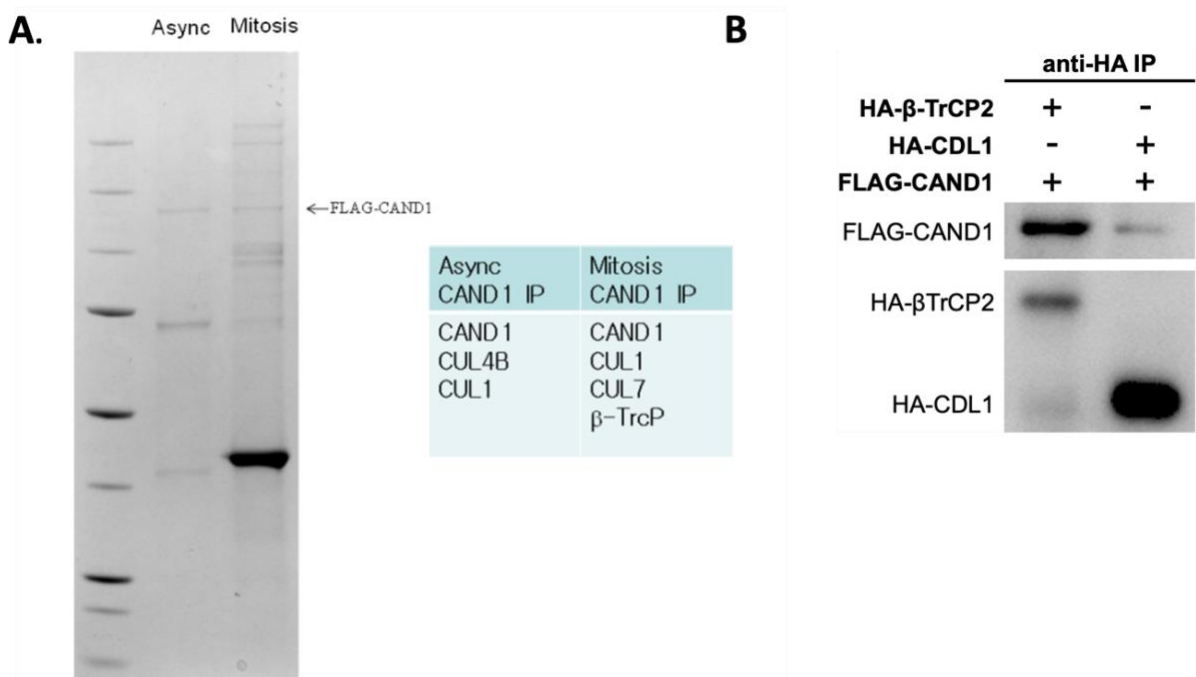 A.
Async Mitosis
←FLAG-CAND1
Async
CAND1 IP
CAND1
CUL4B
CUL1
Mitosis
CAND1 IP
CAND1
CUL1
CUL7
β-TrcP
B
anti-HA IP
HA-β-TrCP2 + -
HA-CDL1 - +
FLAG-CAND1 + +
FLAG-CAND1
HA-βTrCP2
HA-CDL1